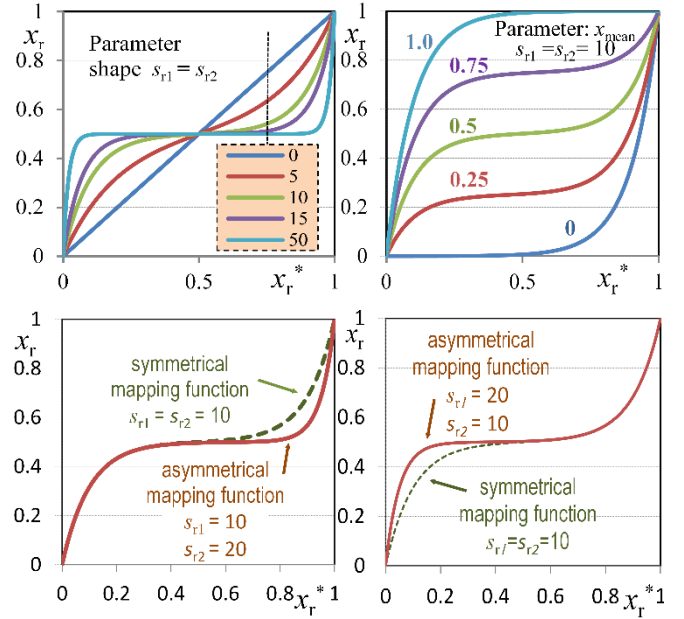 x_r
1
0.8
0.6
0.4
0.2
0
Parameter
shape s_r1 = s_r2
0
5
10
15
50
0
0.5
1
x_r*
x_r
1
0.8
0.6
0.4
0.2
0
Parameter: x_mean
s_r1 =s_r2= 10
1.0
0.75
0.5
0.25
0
0
0.5
1
x_r*
x_r
1
0.8
0.6
0.4
0.2
0
symmetrical
mapping function
s_r1 = s_r2 = 10
asymmetrical
mapping function
s_r1 = 10
s_r2 = 20
0
0.2
0.4
0.6
0.8
1
x_r*
x_r
1
0.8
0.6
0.4
0.2
0
asymmetrical
mapping function
s_r1 = 20
s_r2 = 10
symmetrical
mapping function
s_r1=s_r2=10
0
0.2
0.4
0.6
0.8
1
x_r*